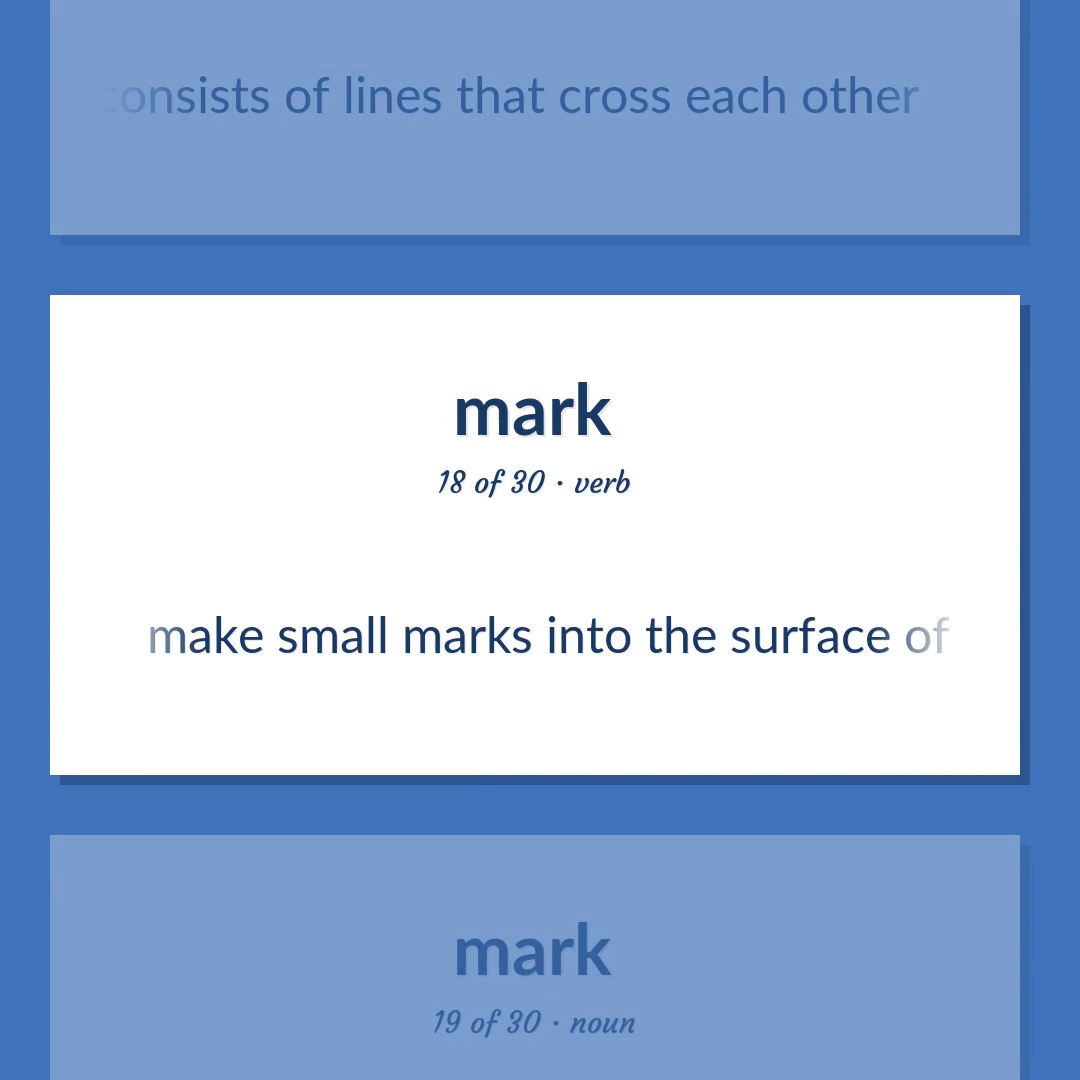 consists of lines that cross each other
mark
18 of 30 · verb
make small marks into the surface of
mark
19 of 30 · noun